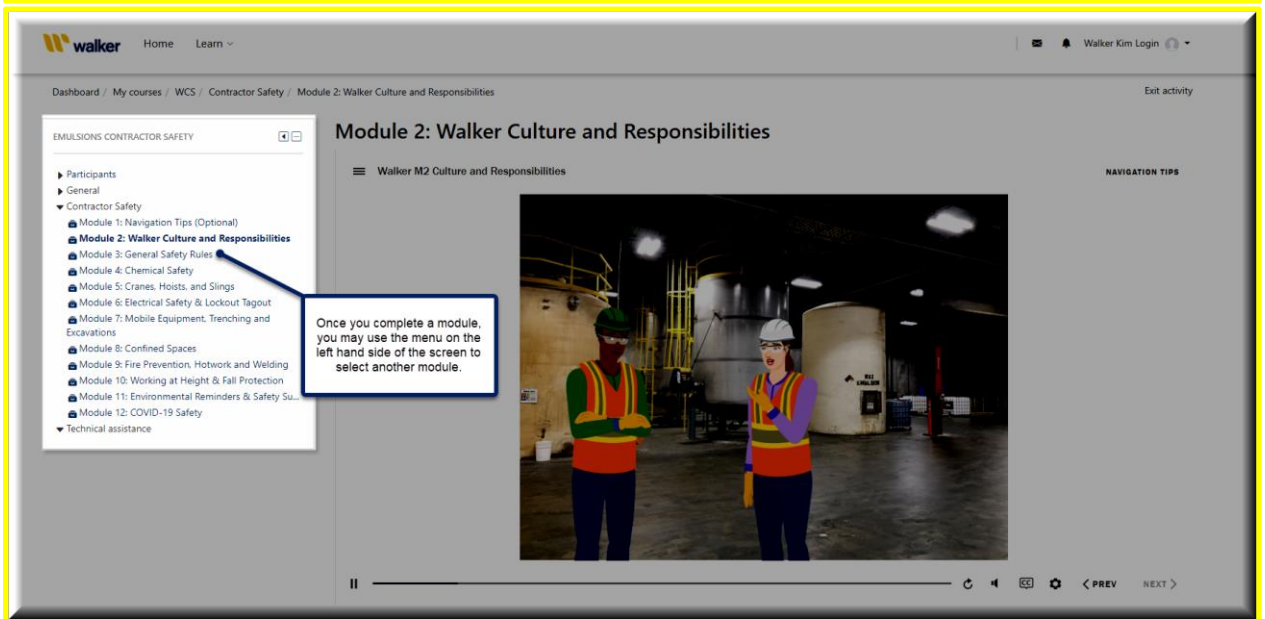 walker
Home
Learn
Walker Kim Login
Dashboard / My courses / WCS / Contractor Safety / Module 2: Walker Culture and Responsibilities
Exit activity
EMULSIONS CONTRACTOR SAFETY
Participants
General
Contractor Safety
Module 1: Navigation Tips (Optional)
Module 2: Walker Culture and Responsibilities
Module 3: General Safety Rules
Module 4: Chemical Safety
Module 5: Cranes, Hoists, and Slings
Module 6: Electrical Safety & Lockout Tagout
Module 7: Mobile Equipment, Trenching and
Excavations
Module 8: Confined Spaces
Module 9: Fire Prevention, Hotwork and Welding
Module 10: Working at Height & Fall Protection
Module 11: Environmental Reminders & Safety Su...
Module 12: COVID-19 Safety
Technical assistance
Module 2: Walker Culture and Responsibilities
Walker M2 Culture and Responsibilities
NAVIGATION TIPS
Once you complete a module,
you may use the menu on the
left hand side of the screen to
select another module.
CC
PREV
NEXT